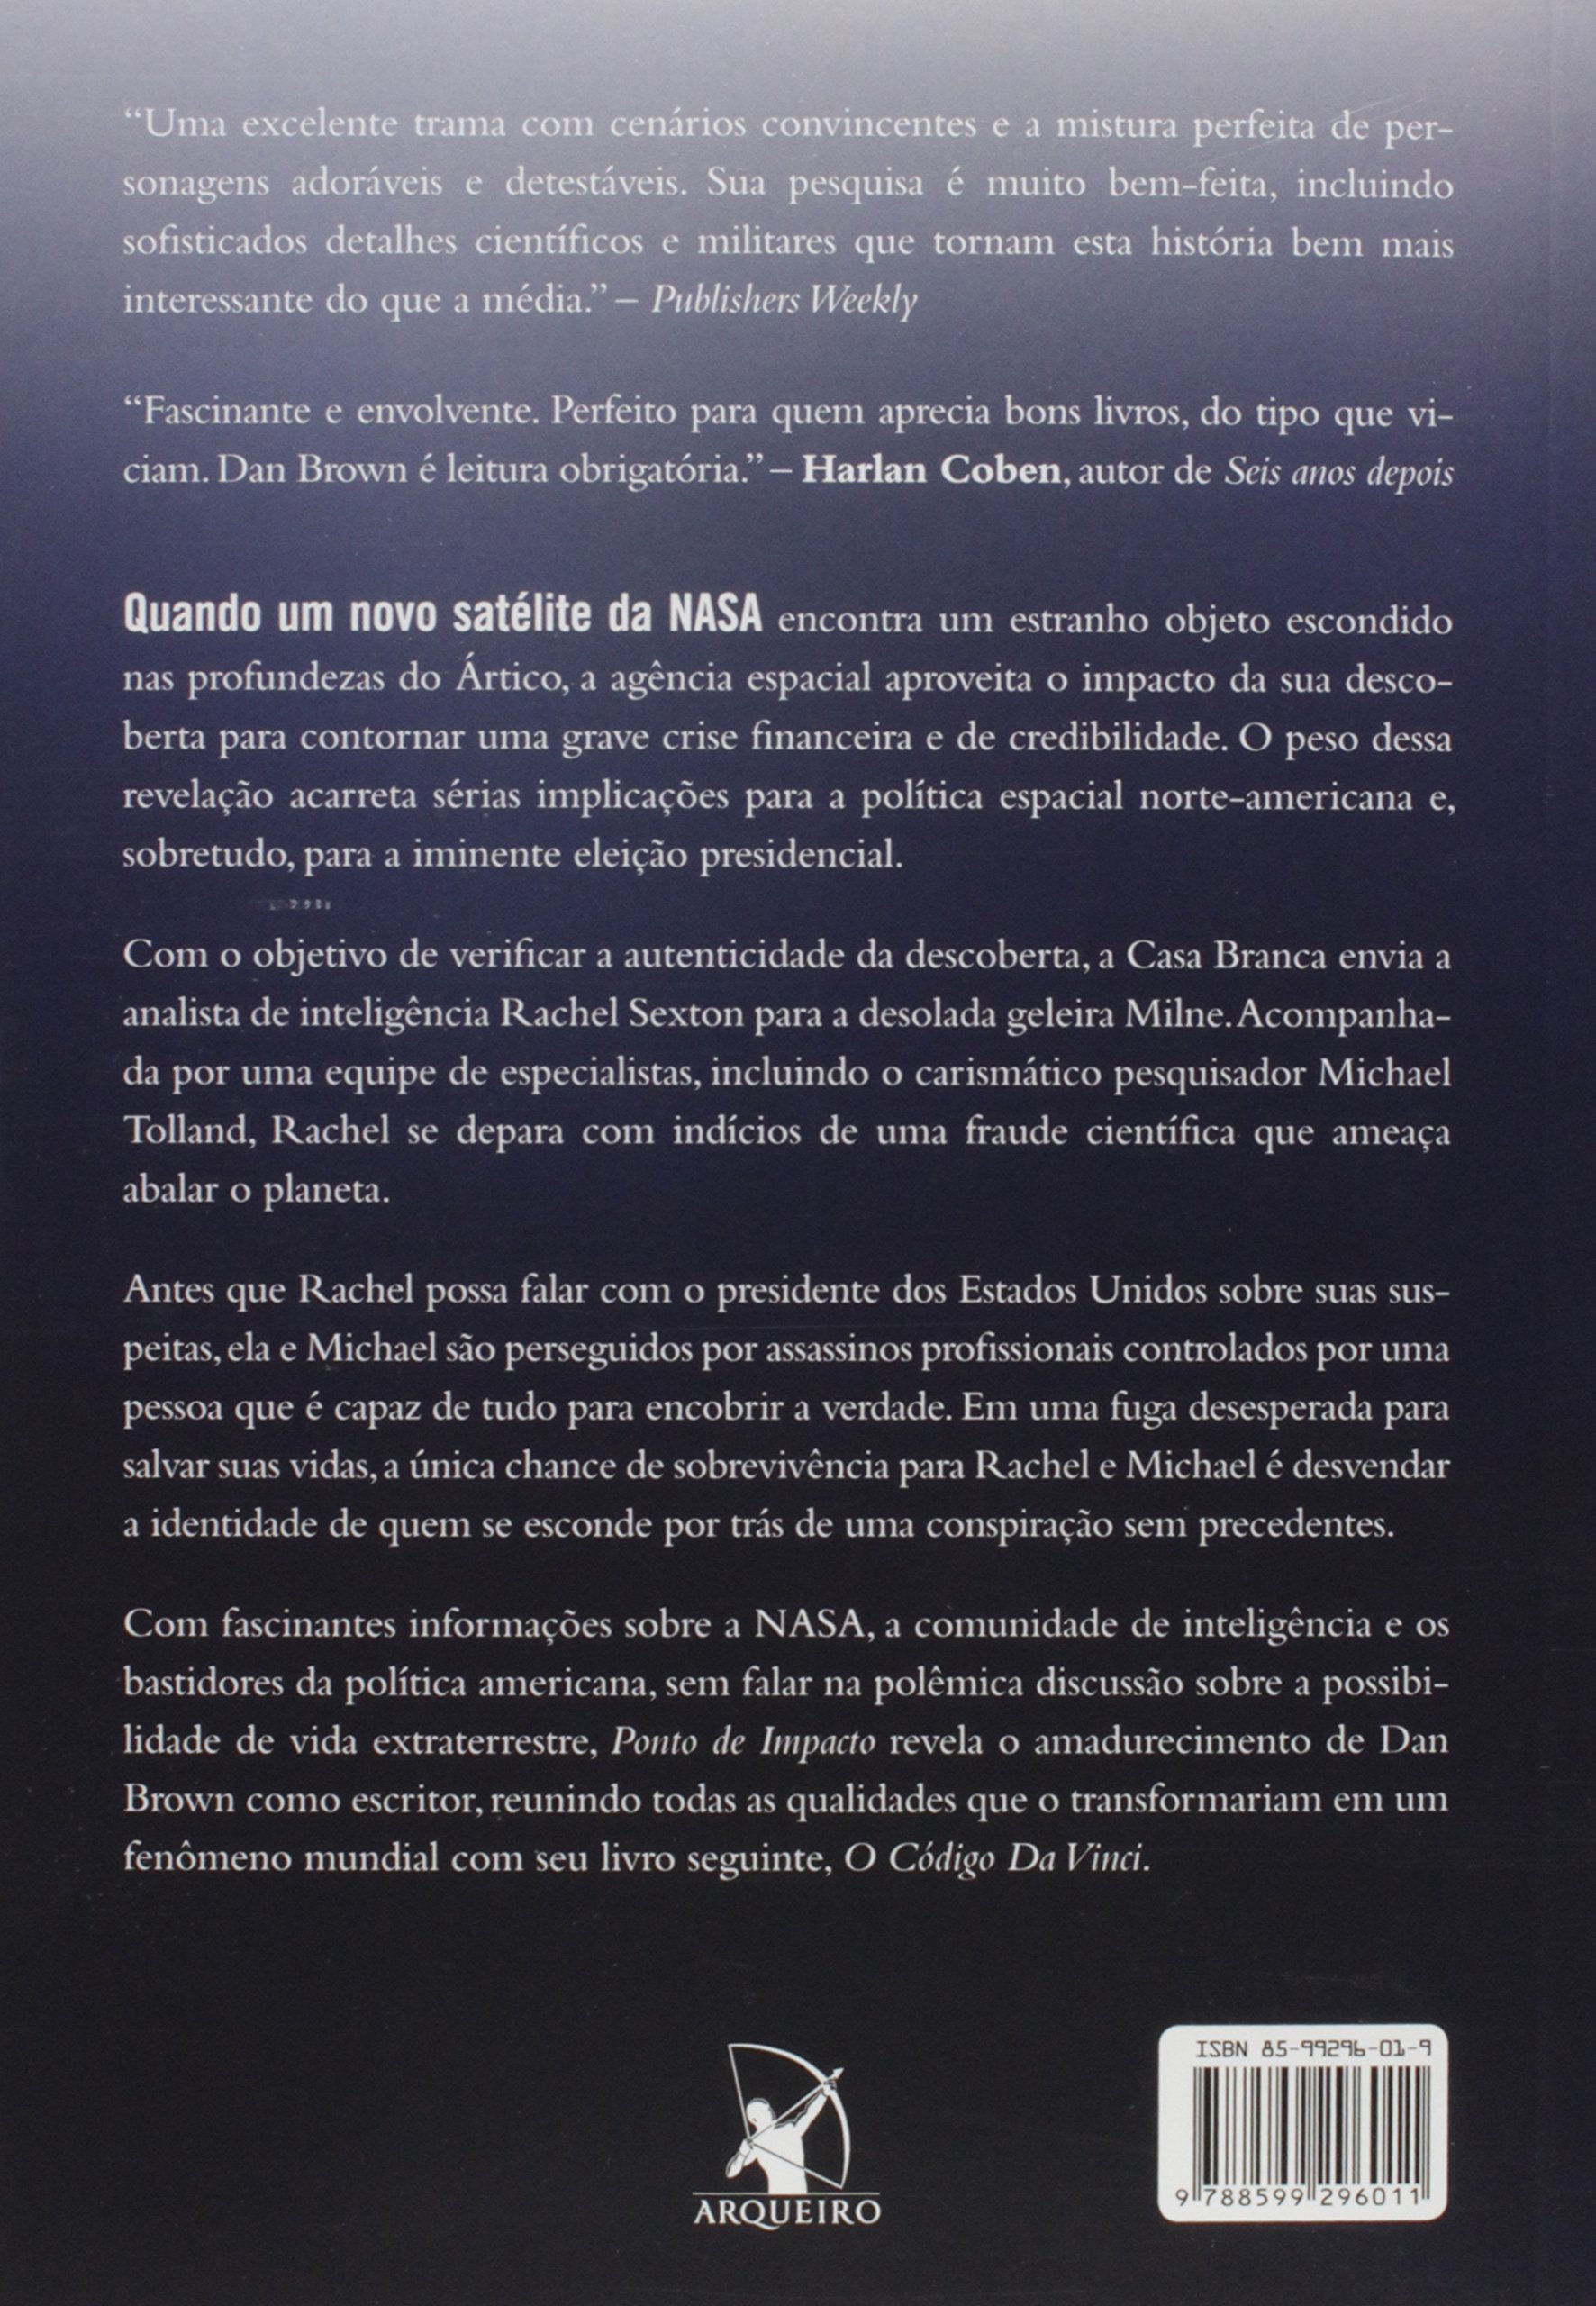 “Uma excelente trama com cenários convincentes e a mistura perfeita de per-
sonagens adoráveis e detestáveis. Sua pesquisa é muito bem-feita, incluindo
sofisticados detalhes científicos e militares que tornam esta história bem mais
interessante do que a média.” – Publishers Weekly
“Fascinante e envolvente. Perfeito para quem aprecia bons livros, do tipo que vi-
ciam. Dan Brown é leitura obrigatória.” – Harlan Coben, autor de Seis anos depois
Quando um novo satélite da NASA encontra um estranho objeto escondido
nas profundezas do Ártico, a agência espacial aproveita o impacto da sua desco-
berta para contornar uma grave crise financeira e de credibilidade. O peso dessa
revelação acarreta sérias implicações para a política espacial norte-americana e,
sobretudo, para a iminente eleição presidencial.
Com o objetivo de verificar a autenticidade da descoberta, a Casa Branca envia a
analista de inteligência Rachel Sexton para a desolada geleira Milne. Acompanha-
da por uma equipe de especialistas, incluindo o carismático pesquisador Michael
Tolland, Rachel se depara com indícios de uma fraude científica que ameaça
abalar o planeta.
Antes que Rachel possa falar com o presidente dos Estados Unidos sobre suas sus-
peitas, ela e Michael são perseguidos por assassinos profissionais controlados por uma
pessoa que é capaz de tudo para encobrir a verdade. Em uma fuga desesperada para
salvar suas vidas, a única chance de sobrevivência para Rachel e Michael é desvendar
a identidade de quem se esconde por trás de uma conspiração sem precedentes.
Com fascinantes informações sobre a NASA, a comunidade de inteligência e os
bastidores da política americana, sem falar na polêmica discussão sobre a possibi-
lidade de vida extraterrestre, Ponto de Impacto revela o amadurecimento de Dan
Brown como escritor, reunindo todas as qualidades que o transformariam em um
fenômeno mundial com seu livro seguinte, O Código Da Vinci.
ARQUEIRO
ISBN 85-99296-01-9
9 788599 296011